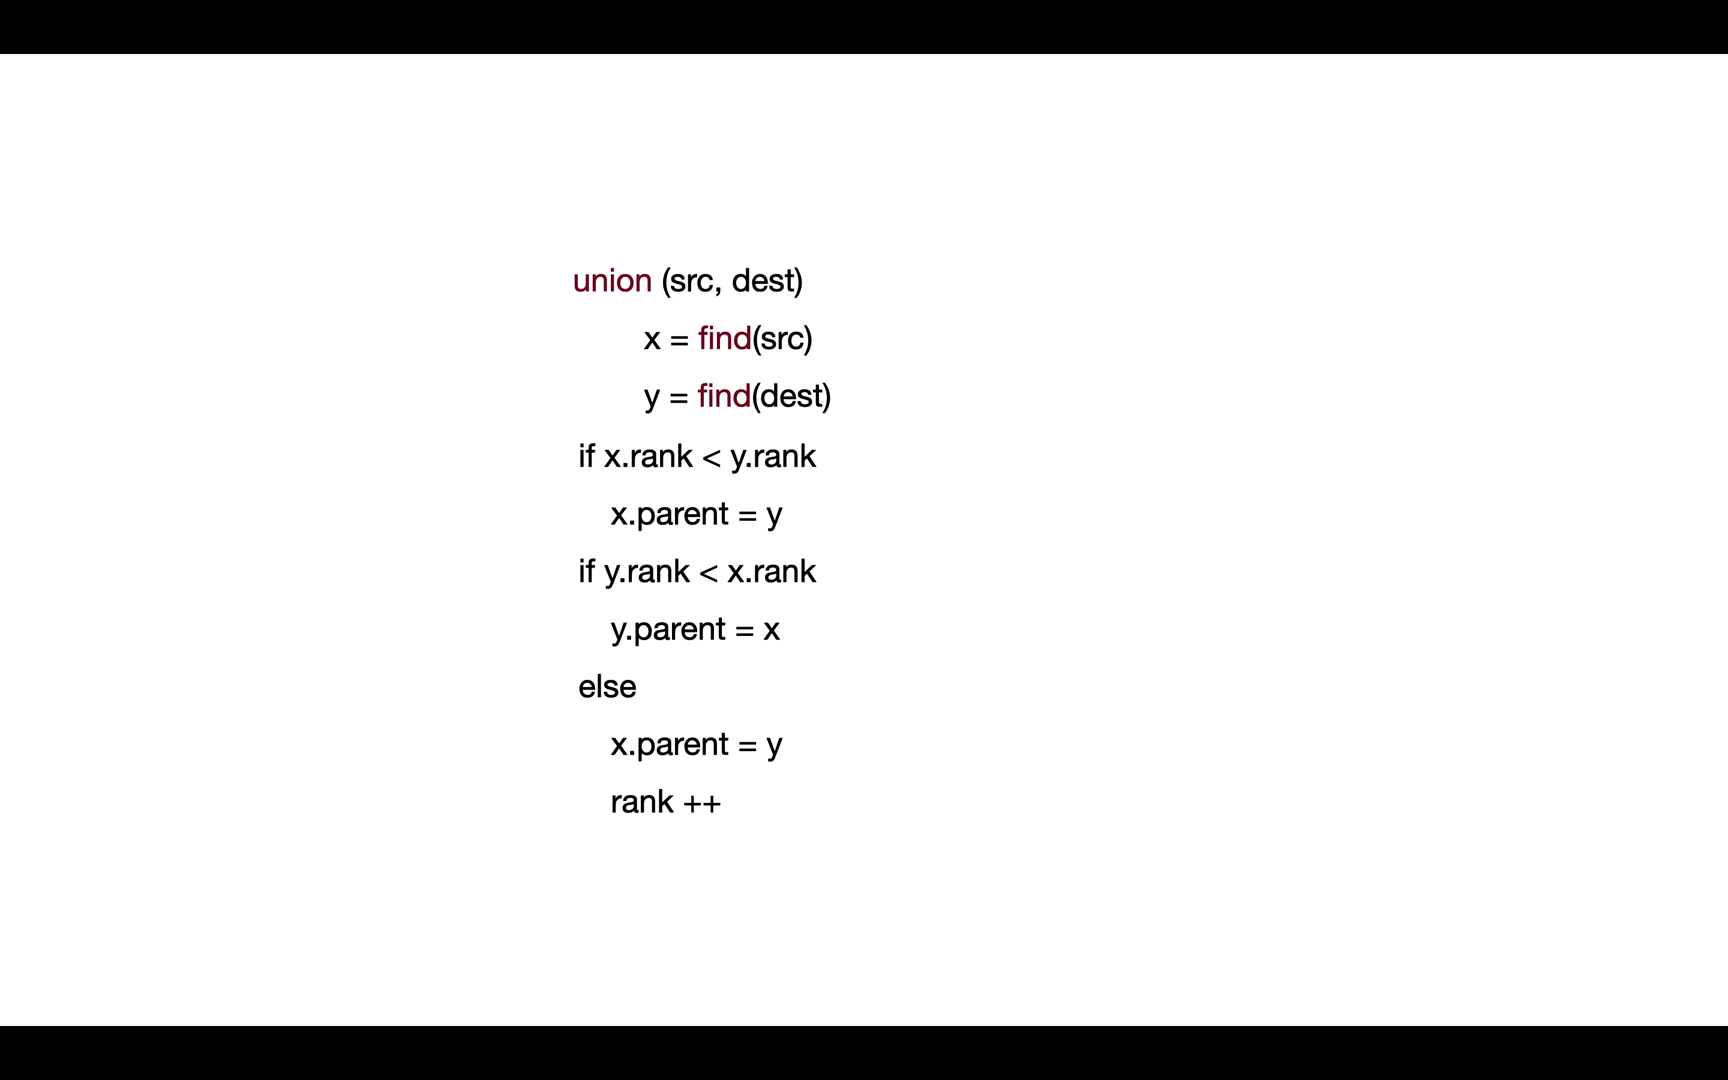 union (src, dest)
x = find(src)
y = find(dest)
if x.rank < y.rank
x.parent = y
if y.rank < x.rank
y.parent = x
else
x.parent = y
rank ++